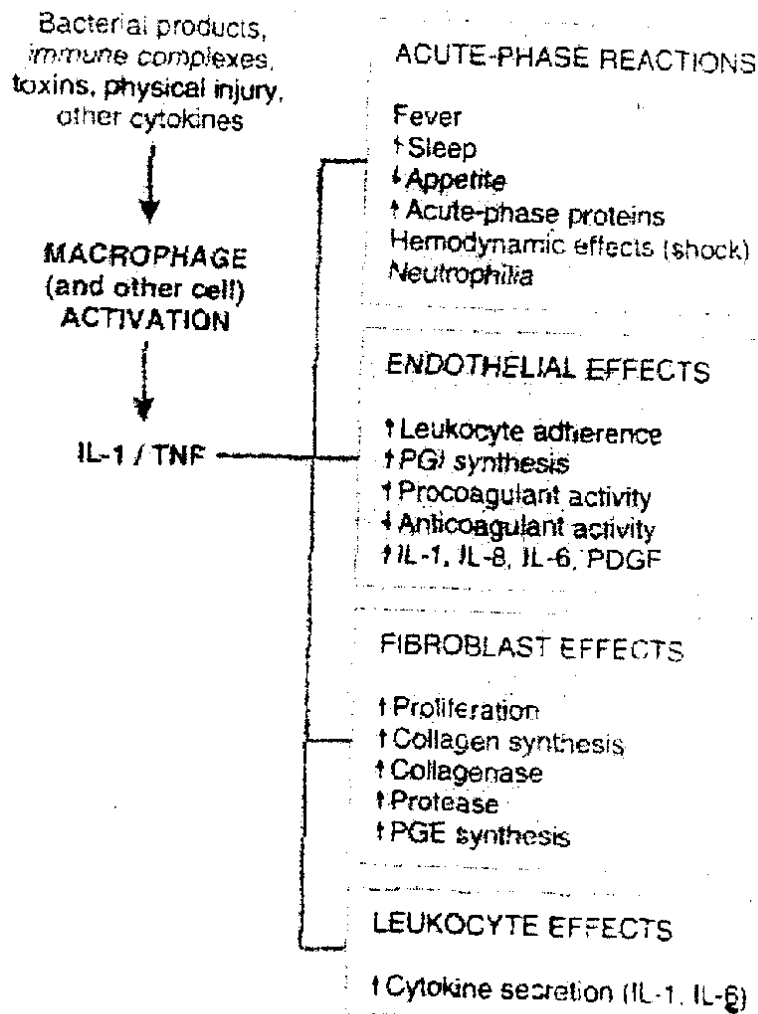 Bacterial products,
immune complexes,
toxins, physical injury,
other cytokines
MACROPHAGE
(and other cell)
ACTIVATION
IL-1 / TNF
ACUTE-PHASE REACTIONS
Fever
↑Sleep
↓Appetite
↑Acute-phase proteins
Hemodynamic effects (shock)
Neutrophilia
ENDOTHELIAL EFFECTS
↑Leukocyte adherence
↑PGI synthesis
↑Procoagulant activity
↓Anticoagulant activity
↑IL-1, IL-8, IL-6, PDGF
FIBROBLAST EFFECTS
↑Proliferation
↑Collagen synthesis
↑Collagenase
↑Protease
↑PGE synthesis
LEUKOCYTE EFFECTS
↑Cytokine secretion (IL-1, IL-6)